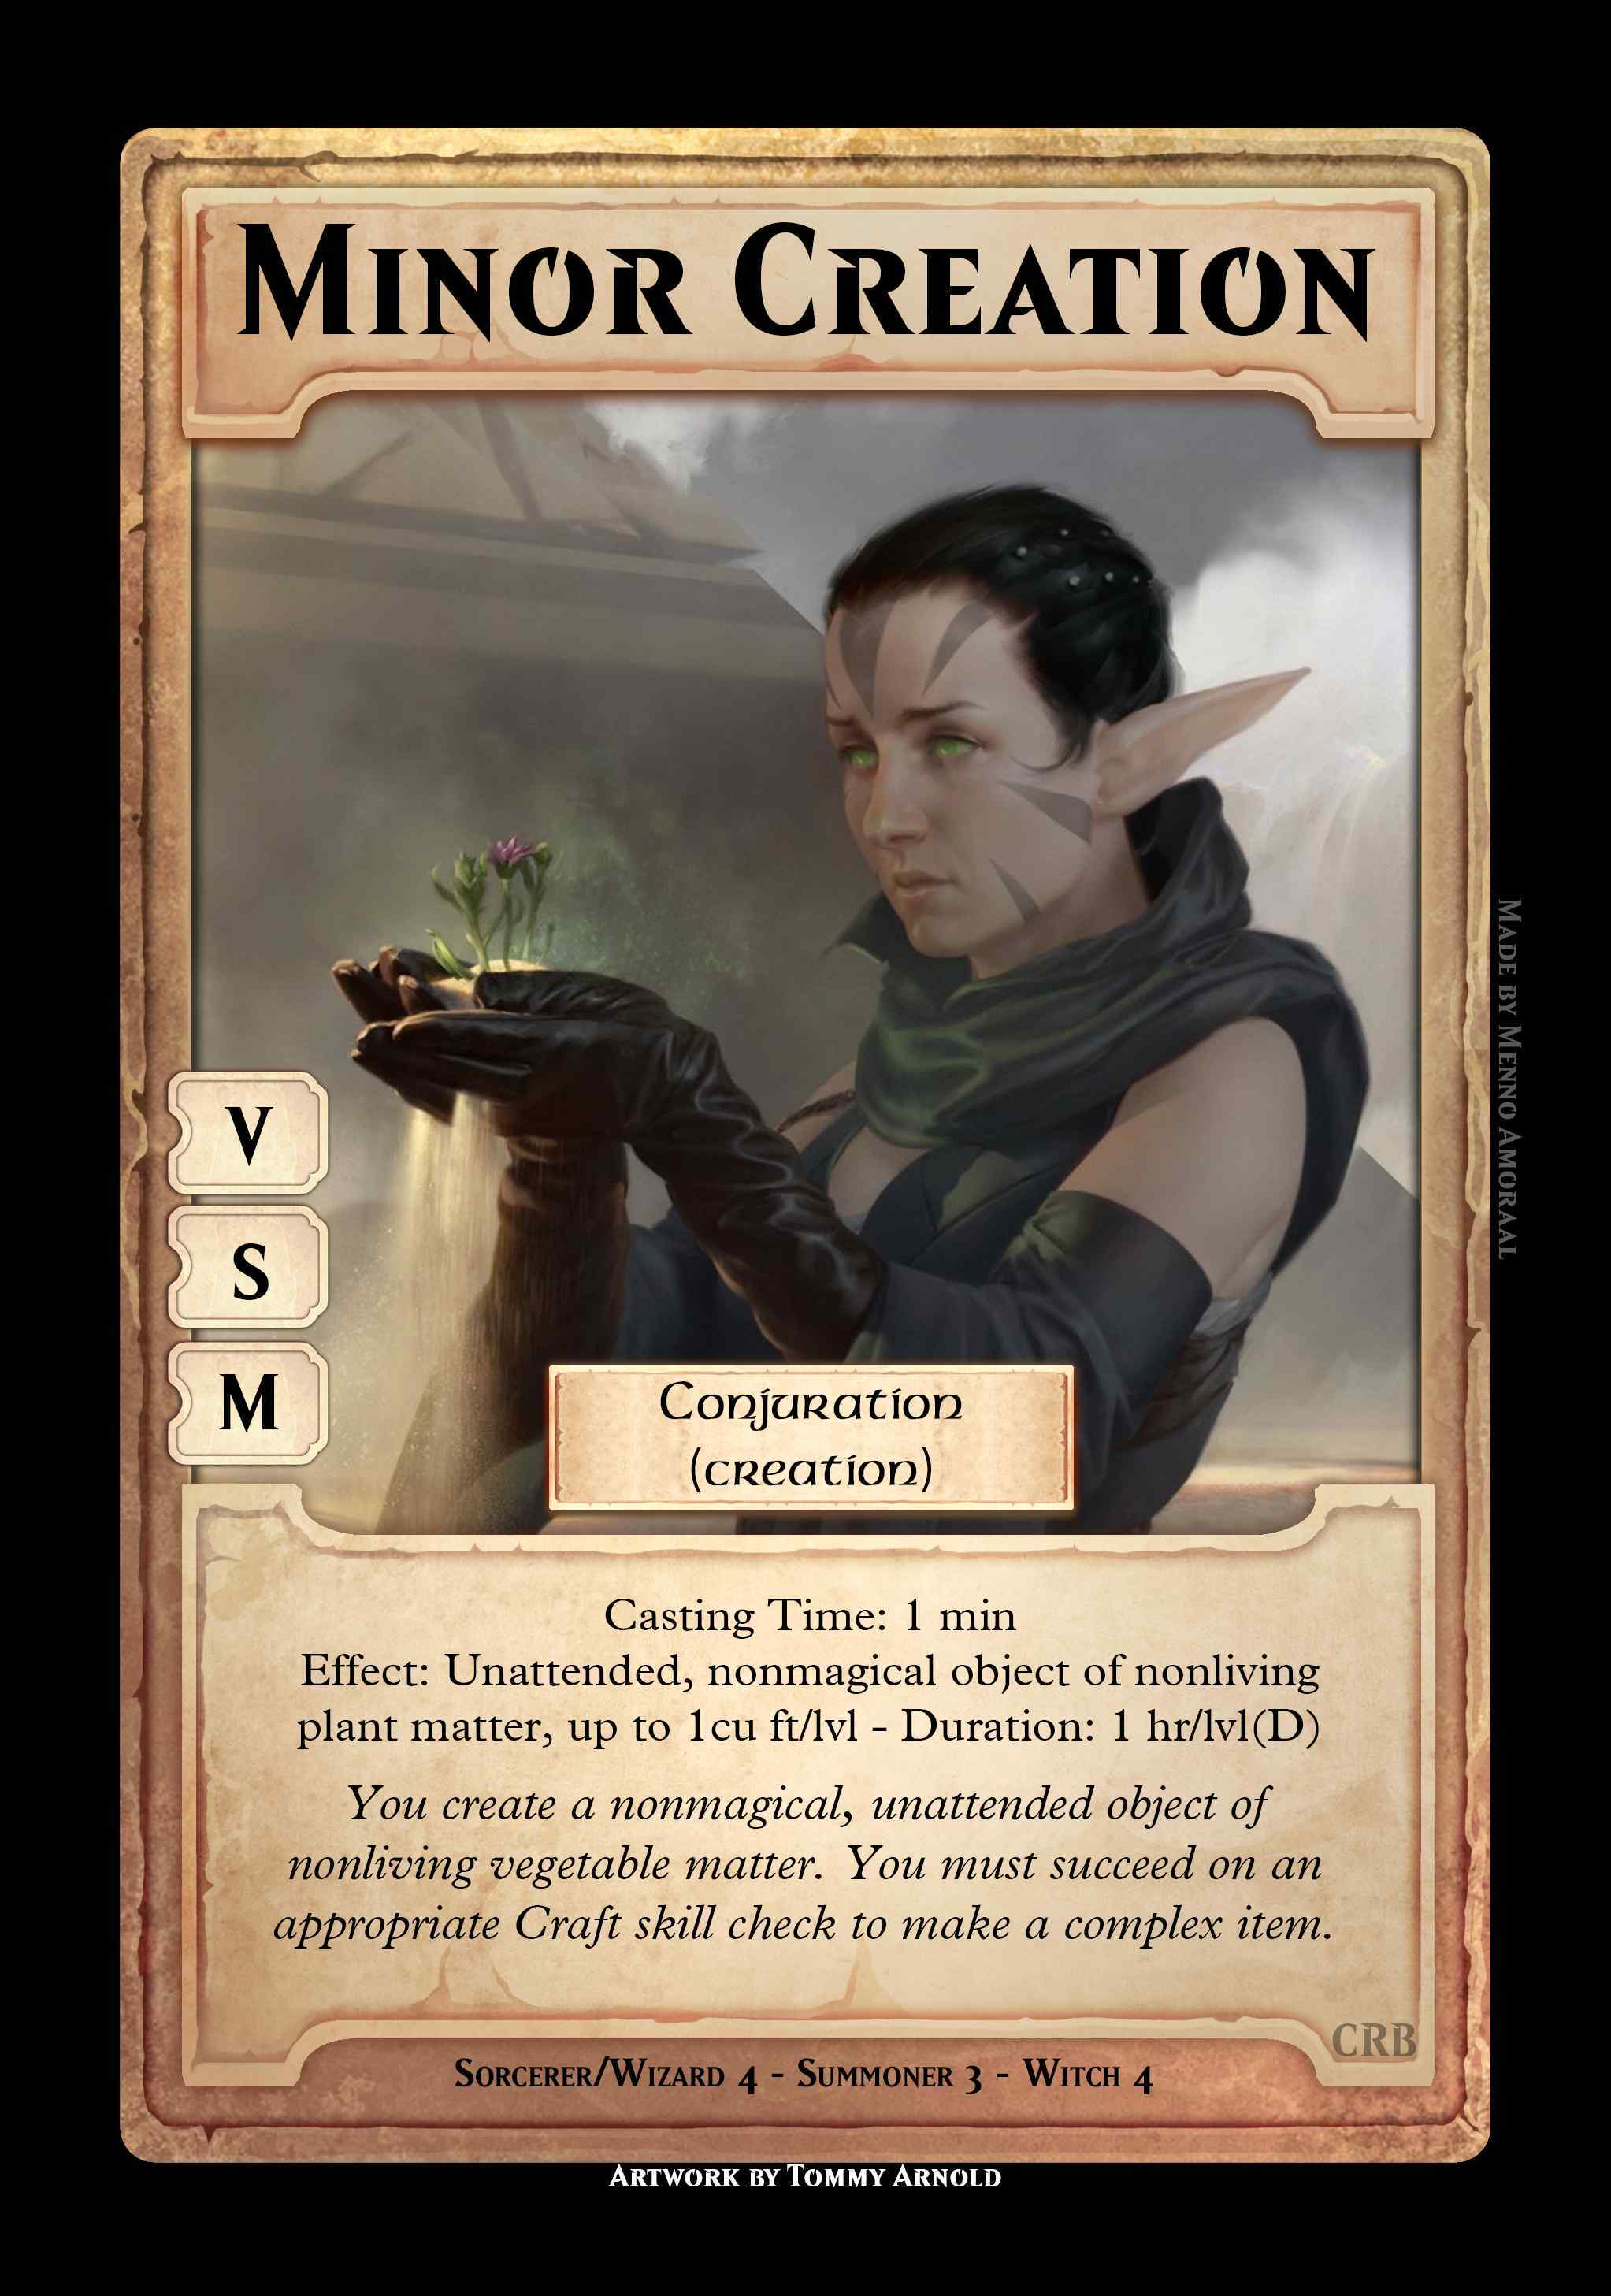 Minor Creation
V
S
M
Conjuration
(creation)
Casting Time: 1 min
Effect: Unattended, nonmagical object of nonliving
plant matter, up to 1cu ft/lvl - Duration: 1 hr/lvl(D)
You create a nonmagical, unattended object of
nonliving vegetable matter. You must succeed on an
appropriate Craft skill check to make a complex item.
CRB
Sorcerer/Wizard 4 - Summoner 3 - Witch 4
Artwork by Tommy Arnold
Made by Menno Amoraal